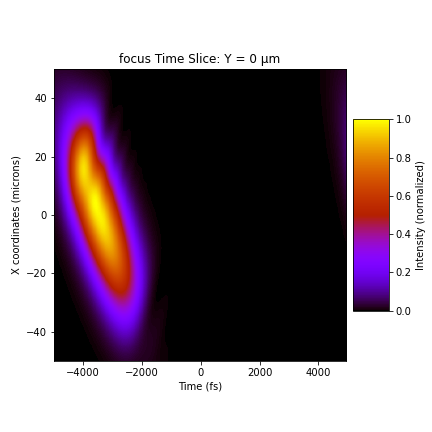 focus Time Slice: Y = 0 μm
X coordinates (microns)
40
20
0
−20
−40
−4000 −2000 0 2000 4000
Time (fs)
1.0
0.8
0.6
0.4
0.2
0.0
Intensity (normalized)